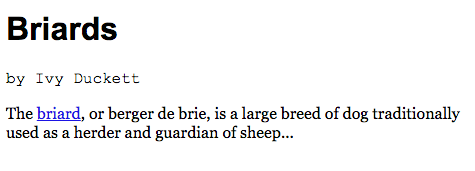 Briards
by Ivy Duckett
The briard, or berger de brie, is a large breed of dog traditionally
used as a herder and guardian of sheep...